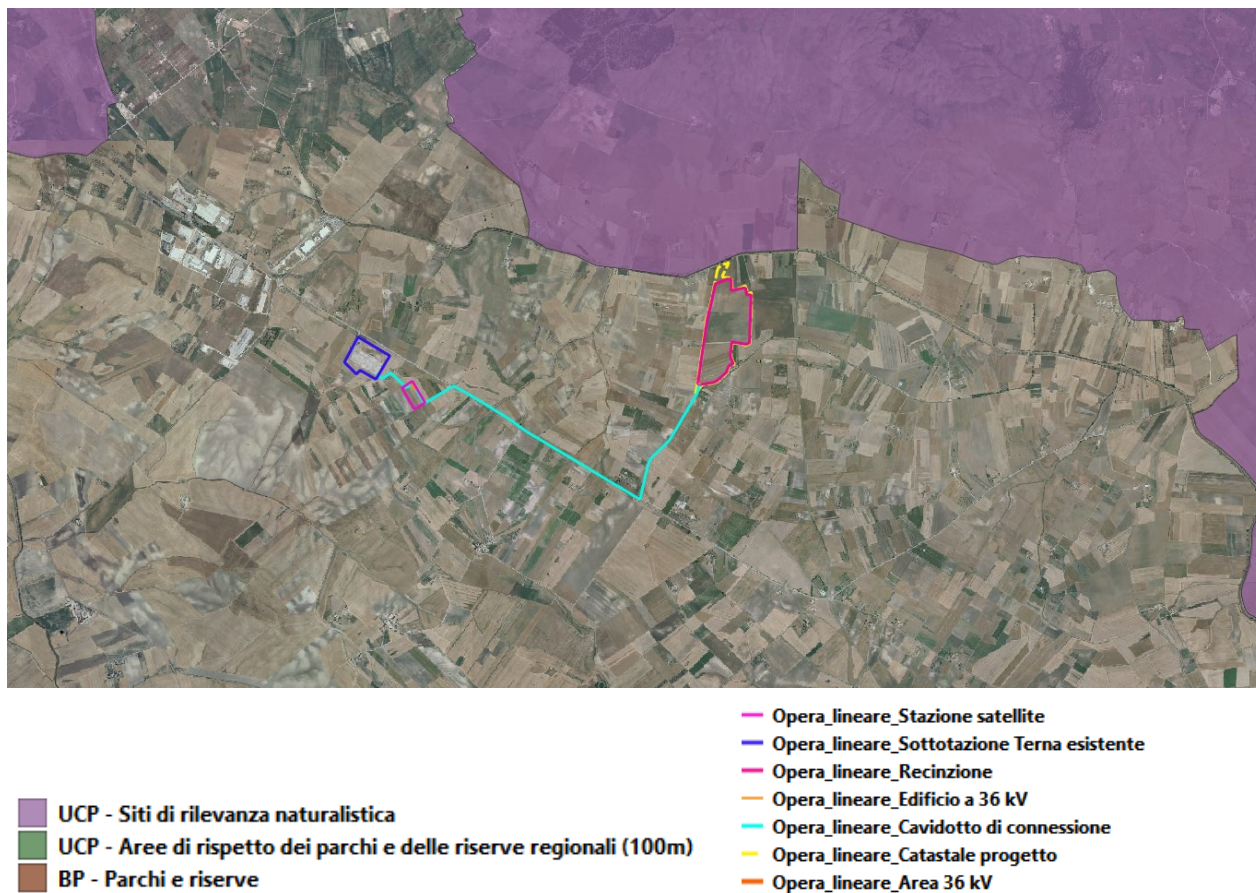 UCP - Siti di rilevanza naturalistica
UCP - Aree di rispetto dei parchi e delle riserve regionali (100m)
BP - Parchi e riserve
Opera_lineare_Stazione satellite
Opera_lineare_Sottotazione Terna esistente
Opera_lineare_Recinzione
Opera_lineare_Edificio a 36 kV
Opera_lineare_Cavidotto di connessione
Opera_lineare_Catastale progetto
Opera_lineare_Area 36 kV